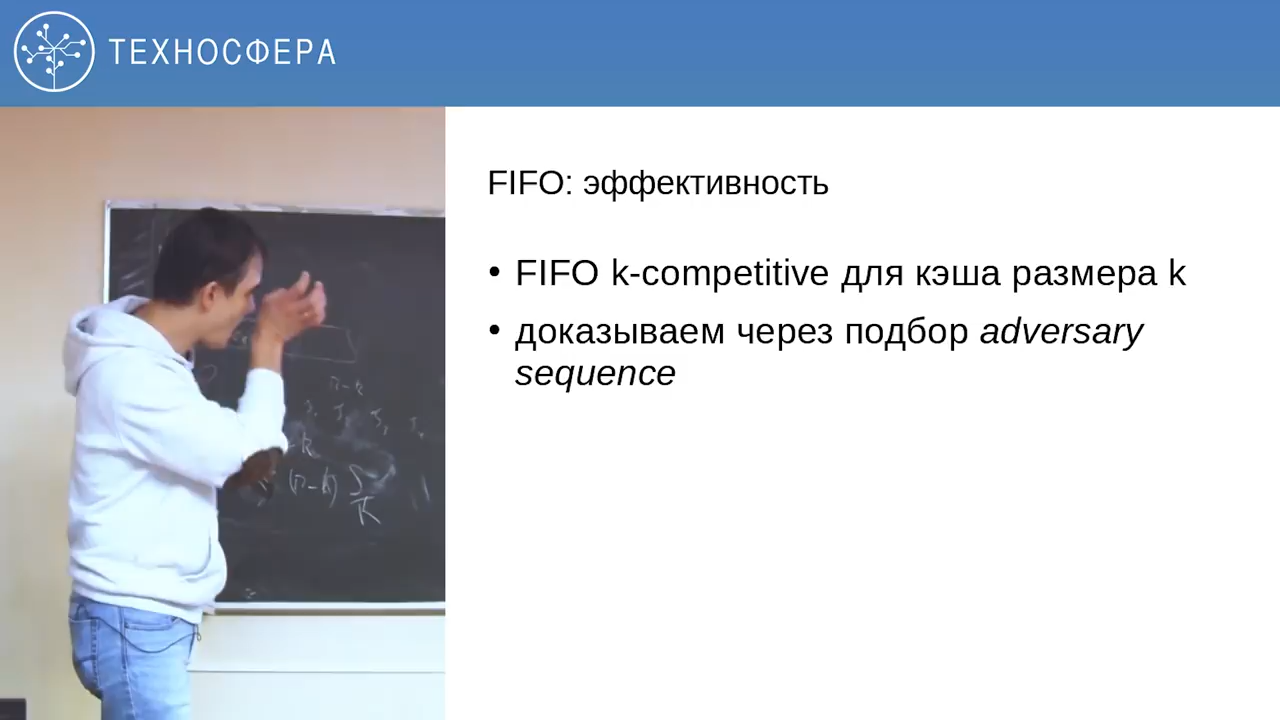 ТЕХНОСФЕРА
FIFO: эффективность
• FIFO k-competitive для кэша размера k
• доказываем через подбор adversary
sequence
(n-k)